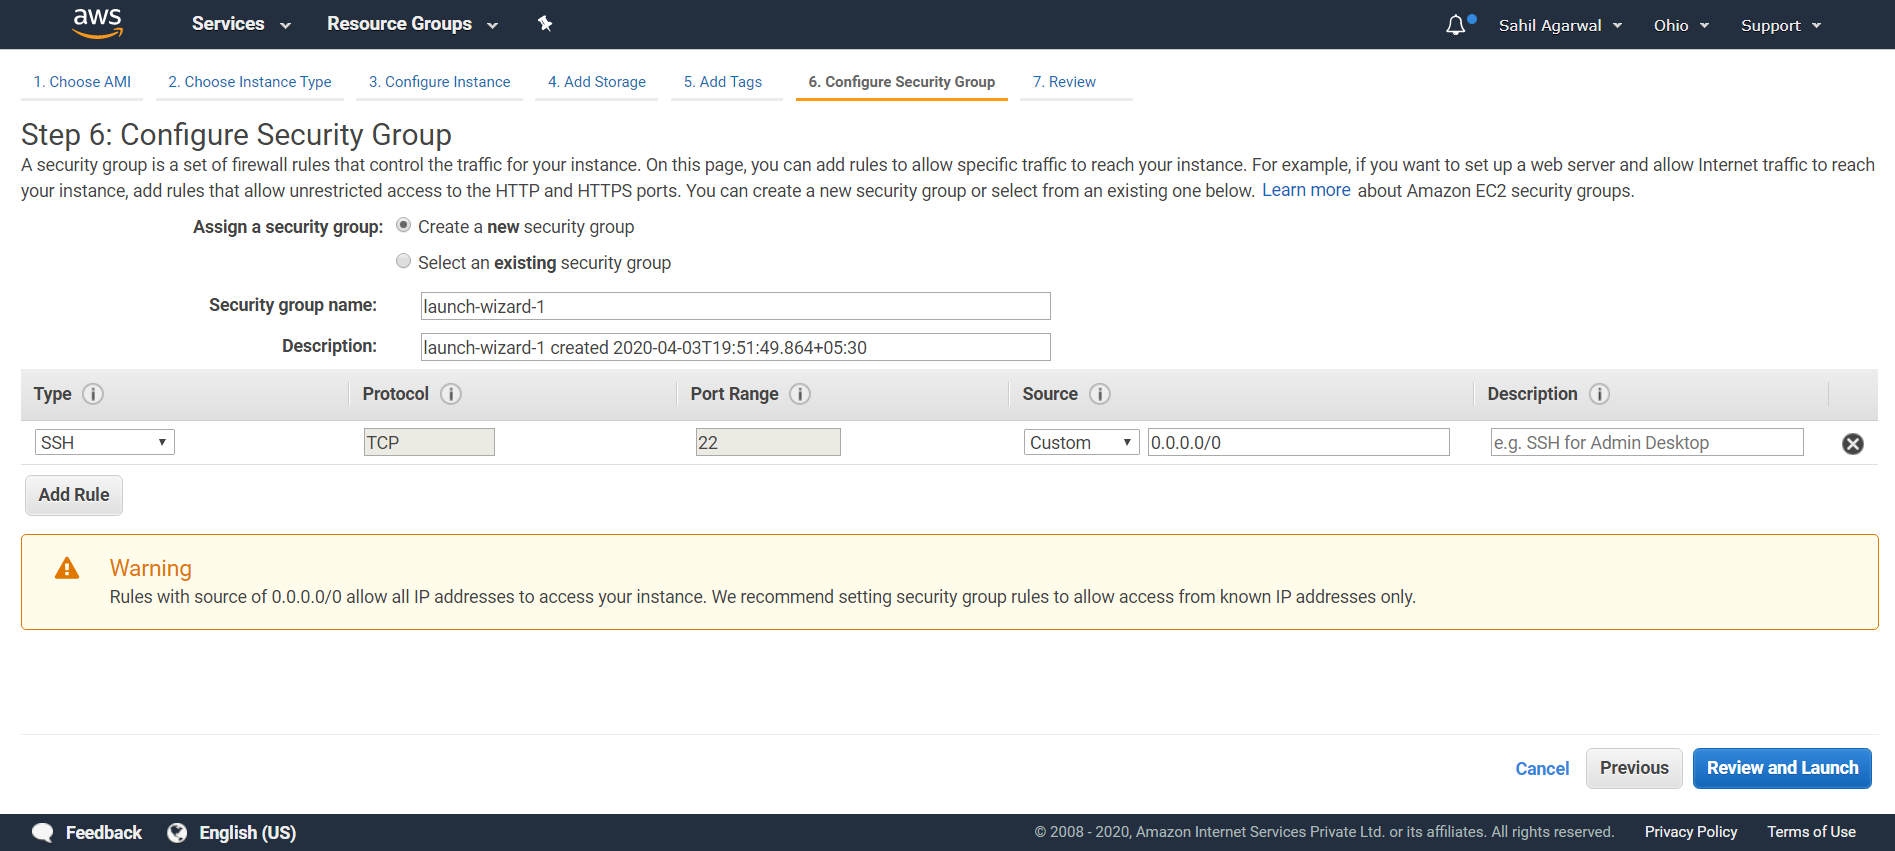 aws Services Resource Groups Sahil Agarwal Ohio Support
1. Choose AMI 2. Choose Instance Type 3. Configure Instance 4. Add Storage 5. Add Tags 6. Configure Security Group 7. Review
Step 6: Configure Security Group
A security group is a set of firewall rules that control the traffic for your instance. On this page, you can add rules to allow specific traffic to reach your instance. For example, if you want to set up a web server and allow Internet traffic to reach
your instance, add rules that allow unrestricted access to the HTTP and HTTPS ports. You can create a new security group or select from an existing one below. Learn more about Amazon EC2 security groups.
Assign a security group: Create a new security group
Select an existing security group
Security group name: launch-wizard-1
Description: launch-wizard-1 created 2020-04-03T19:51:49.864+05:30
Type i Protocol i Port Range i Source i Description i
SSH TCP 22 Custom 0.0.0.0/0 e.g. SSH for Admin Desktop
Add Rule
Warning
Rules with source of 0.0.0.0/0 allow all IP addresses to access your instance. We recommend setting security group rules to allow access from known IP addresses only.
Cancel Previous Review and Launch
Feedback English (US) © 2008 - 2020, Amazon Internet Services Private Ltd. or its affiliates. All rights reserved. Privacy Policy Terms of Use